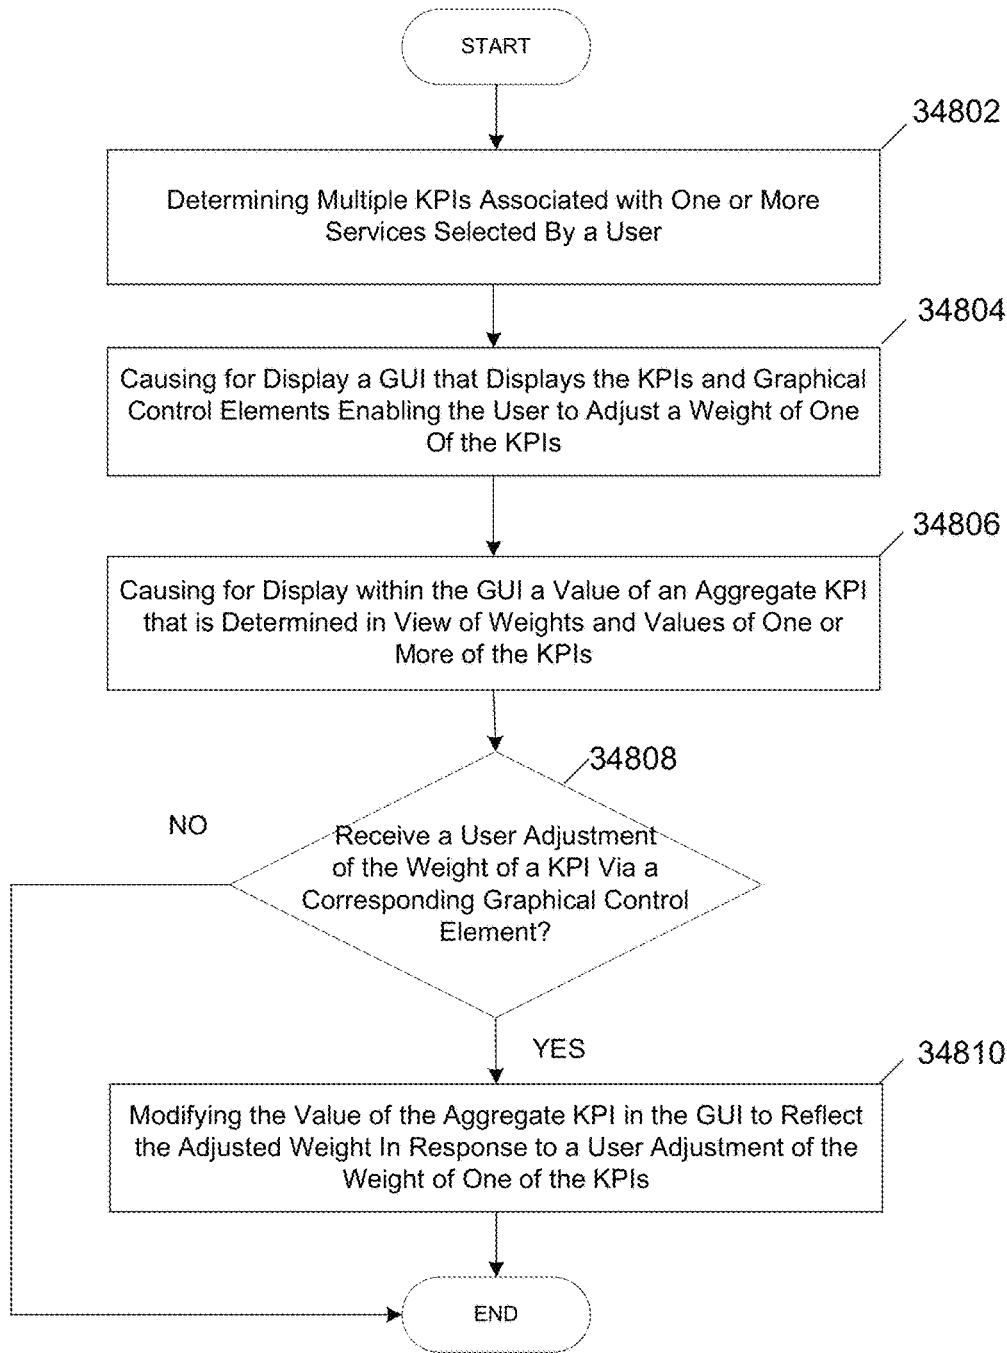 START
34802
Determining Multiple KPIs Associated with One or More
Services Selected By a User
34804
Causing for Display a GUI that Displays the KPIs and Graphical
Control Elements Enabling the User to Adjust a Weight of One
Of the KPIs
34806
Causing for Display within the GUI a Value of an Aggregate KPI
that is Determined in View of Weights and Values of One or
More of the KPIs
34808
NO
Receive a User Adjustment
of the Weight of a KPI Via a
Corresponding Graphical Control
Element?
YES
34810
Modifying the Value of the Aggregate KPI in the GUI to Reflect
the Adjusted Weight In Response to a User Adjustment of the
Weight of One of the KPIs
END